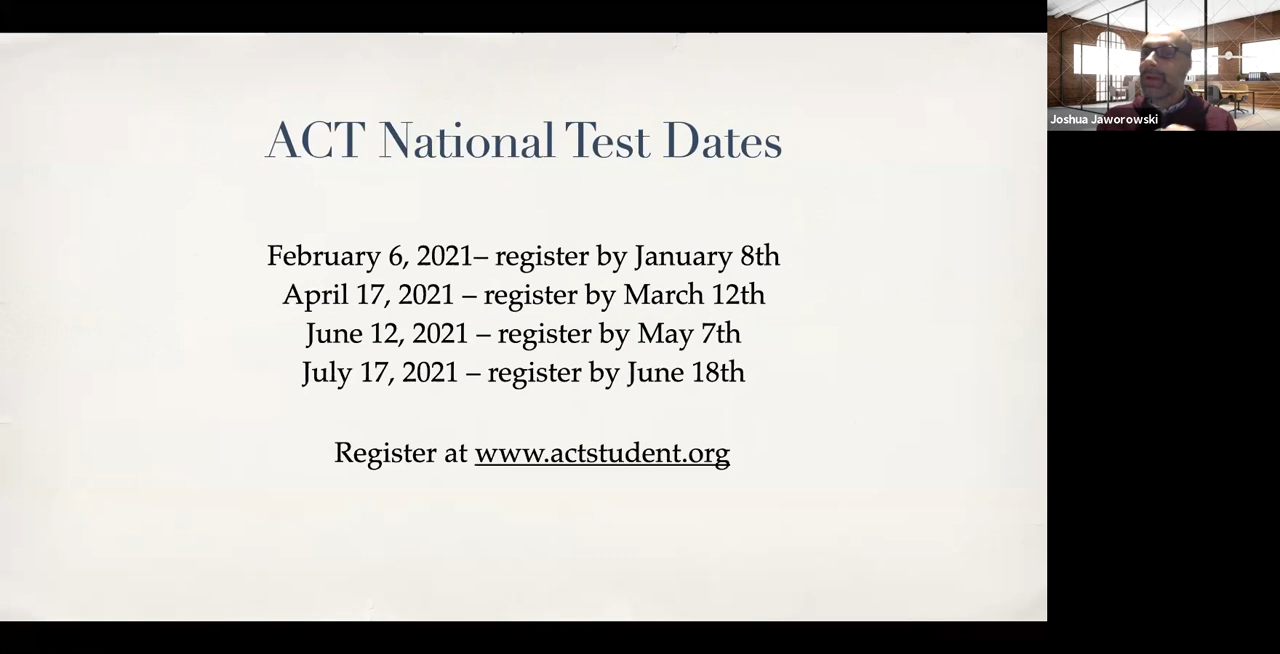 ACT National Test Dates
February 6, 2021– register by January 8th
April 17, 2021 – register by March 12th
June 12, 2021 – register by May 7th
July 17, 2021 – register by June 18th
Register at www.actstudent.org
Joshua Jaworowski